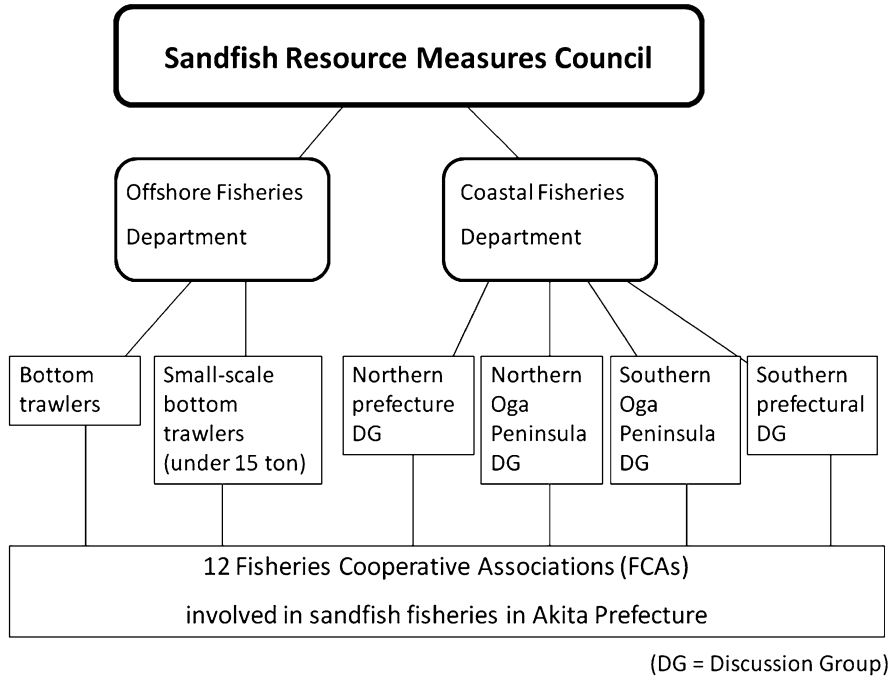 Sandfish Resource Measures Council
Offshore Fisheries
Department
Coastal Fisheries
Department
Bottom
trawlers
Small-scale
bottom
trawlers
(under 15 ton)
Northern
prefecture
DG
Northern
Oga
Peninsula
DG
Southern
Oga
Peninsula
DG
Southern
prefectural
DG
12 Fisheries Cooperative Associations (FCAs)
involved in sandfish fisheries in Akita Prefecture
(DG = Discussion Group)